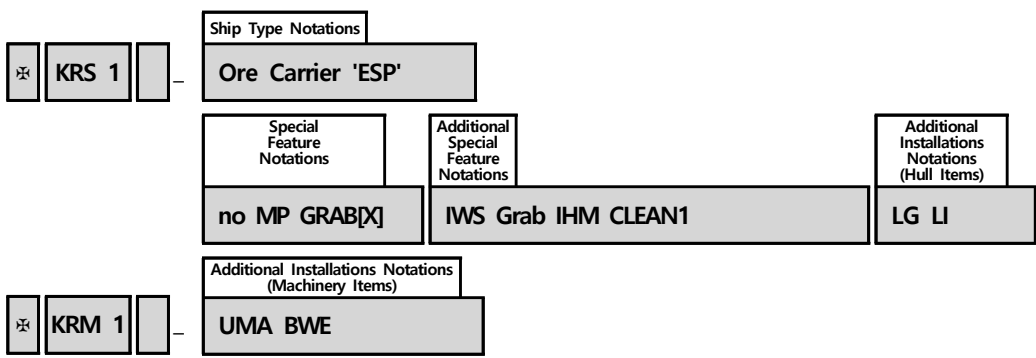 Ship Type Notations
✠ KRS 1 _ Ore Carrier 'ESP'
Special
Feature
Notations
Additional
Special
Feature
Notations
Additional
Installations
Notations
(Hull Items)
no MP GRAB[X] IWS Grab IHM CLEAN1 LG LI
Additional Installations Notations
(Machinery Items)
✠ KRM 1 _ UMA BWE